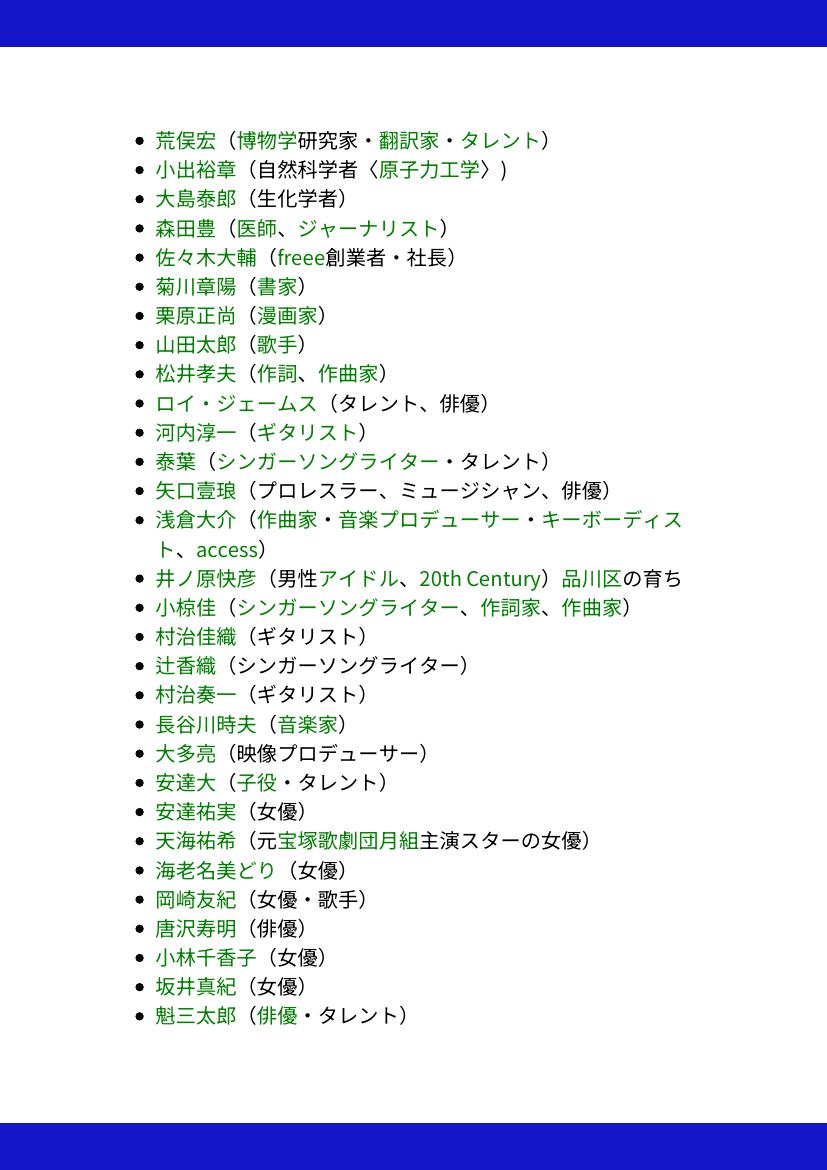 荒俣宏（博物学研究家・翻訳家・タレント）
小出裕章（自然科学者〈原子力工学〉)
大島泰郎（生化学者）
森田豊（医師、ジャーナリスト）
佐々木大輔（freee創業者・社長）
菊川章陽（書家）
栗原正尚（漫画家）
山田太郎（歌手）
松井孝夫（作詞、作曲家）
ロイ・ジェームス（タレント、俳優）
河内淳一（ギタリスト）
泰葉（シンガーソングライター・タレント）
矢口壹琅（プロレスラー、ミュージシャン、俳優）
浅倉大介（作曲家・音楽プロデューサー・キーボーディス
ト、access）
井ノ原快彦（男性アイドル、20th Century）品川区の育ち
小椋佳（シンガーソングライター、作詞家、作曲家）
村治佳織（ギタリスト）
辻香織（シンガーソングライター）
村治奏一（ギタリスト）
長谷川時夫（音楽家）
大多亮（映像プロデューサー）
安達大（子役・タレント）
安達祐実（女優）
天海祐希（元宝塚歌劇団月組主演スターの女優）
海老名美どり（女優）
岡崎友紀（女優・歌手）
唐沢寿明（俳優）
小林千香子（女優）
坂井真紀（女優）
魁三太郎（俳優・タレント）